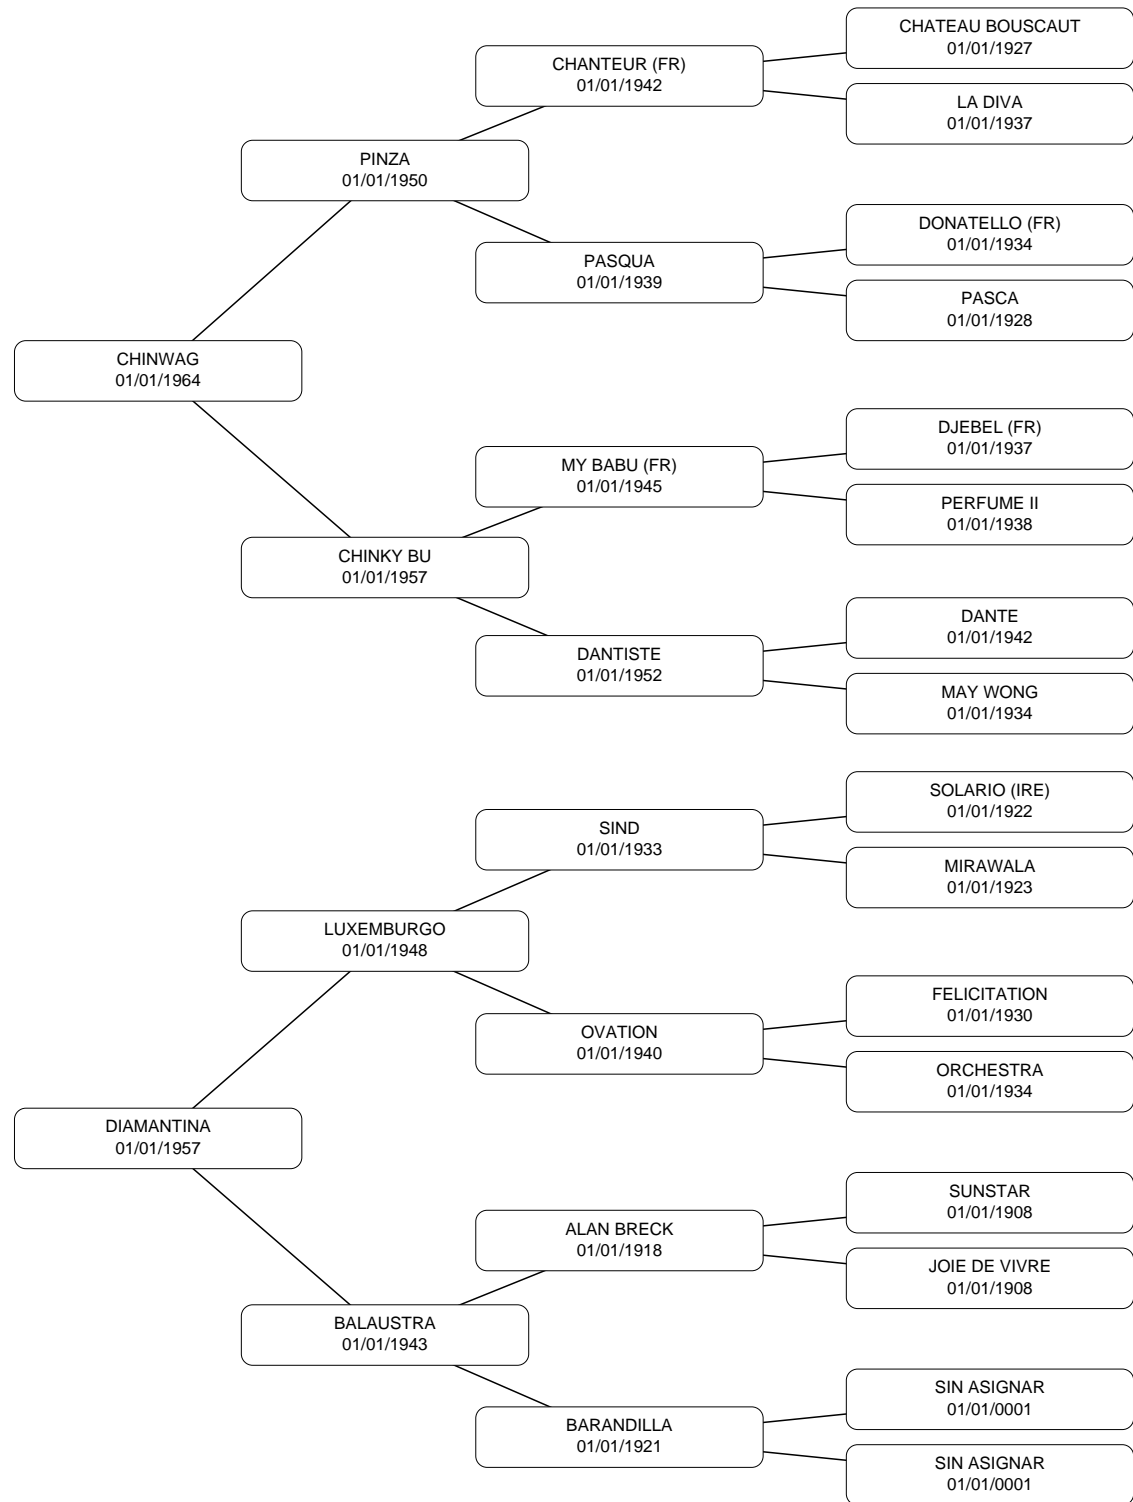 CHATEAU BOUSCAUT
01/01/1927
CHANTEUR (FR)
01/01/1942
LA DIVA
01/01/1937
PINZA
01/01/1950
DONATELLO (FR)
01/01/1934
PASQUA
01/01/1939
PASCA
01/01/1928
CHINWAG
01/01/1964
DJEBEL (FR)
01/01/1937
MY BABU (FR)
01/01/1945
PERFUME II
01/01/1938
CHINKY BU
01/01/1957
DANTE
01/01/1942
DANTISTE
01/01/1952
MAY WONG
01/01/1934
SOLARIO (IRE)
01/01/1922
SIND
01/01/1933
MIRAWALA
01/01/1923
LUXEMBURGO
01/01/1948
FELICITATION
01/01/1930
OVATION
01/01/1940
ORCHESTRA
01/01/1934
DIAMANTINA
01/01/1957
SUNSTAR
01/01/1908
ALAN BRECK
01/01/1918
JOIE DE VIVRE
01/01/1908
BALAUSTRA
01/01/1943
SIN ASIGNAR
01/01/0001
BARANDILLA
01/01/1921
SIN ASIGNAR
01/01/0001